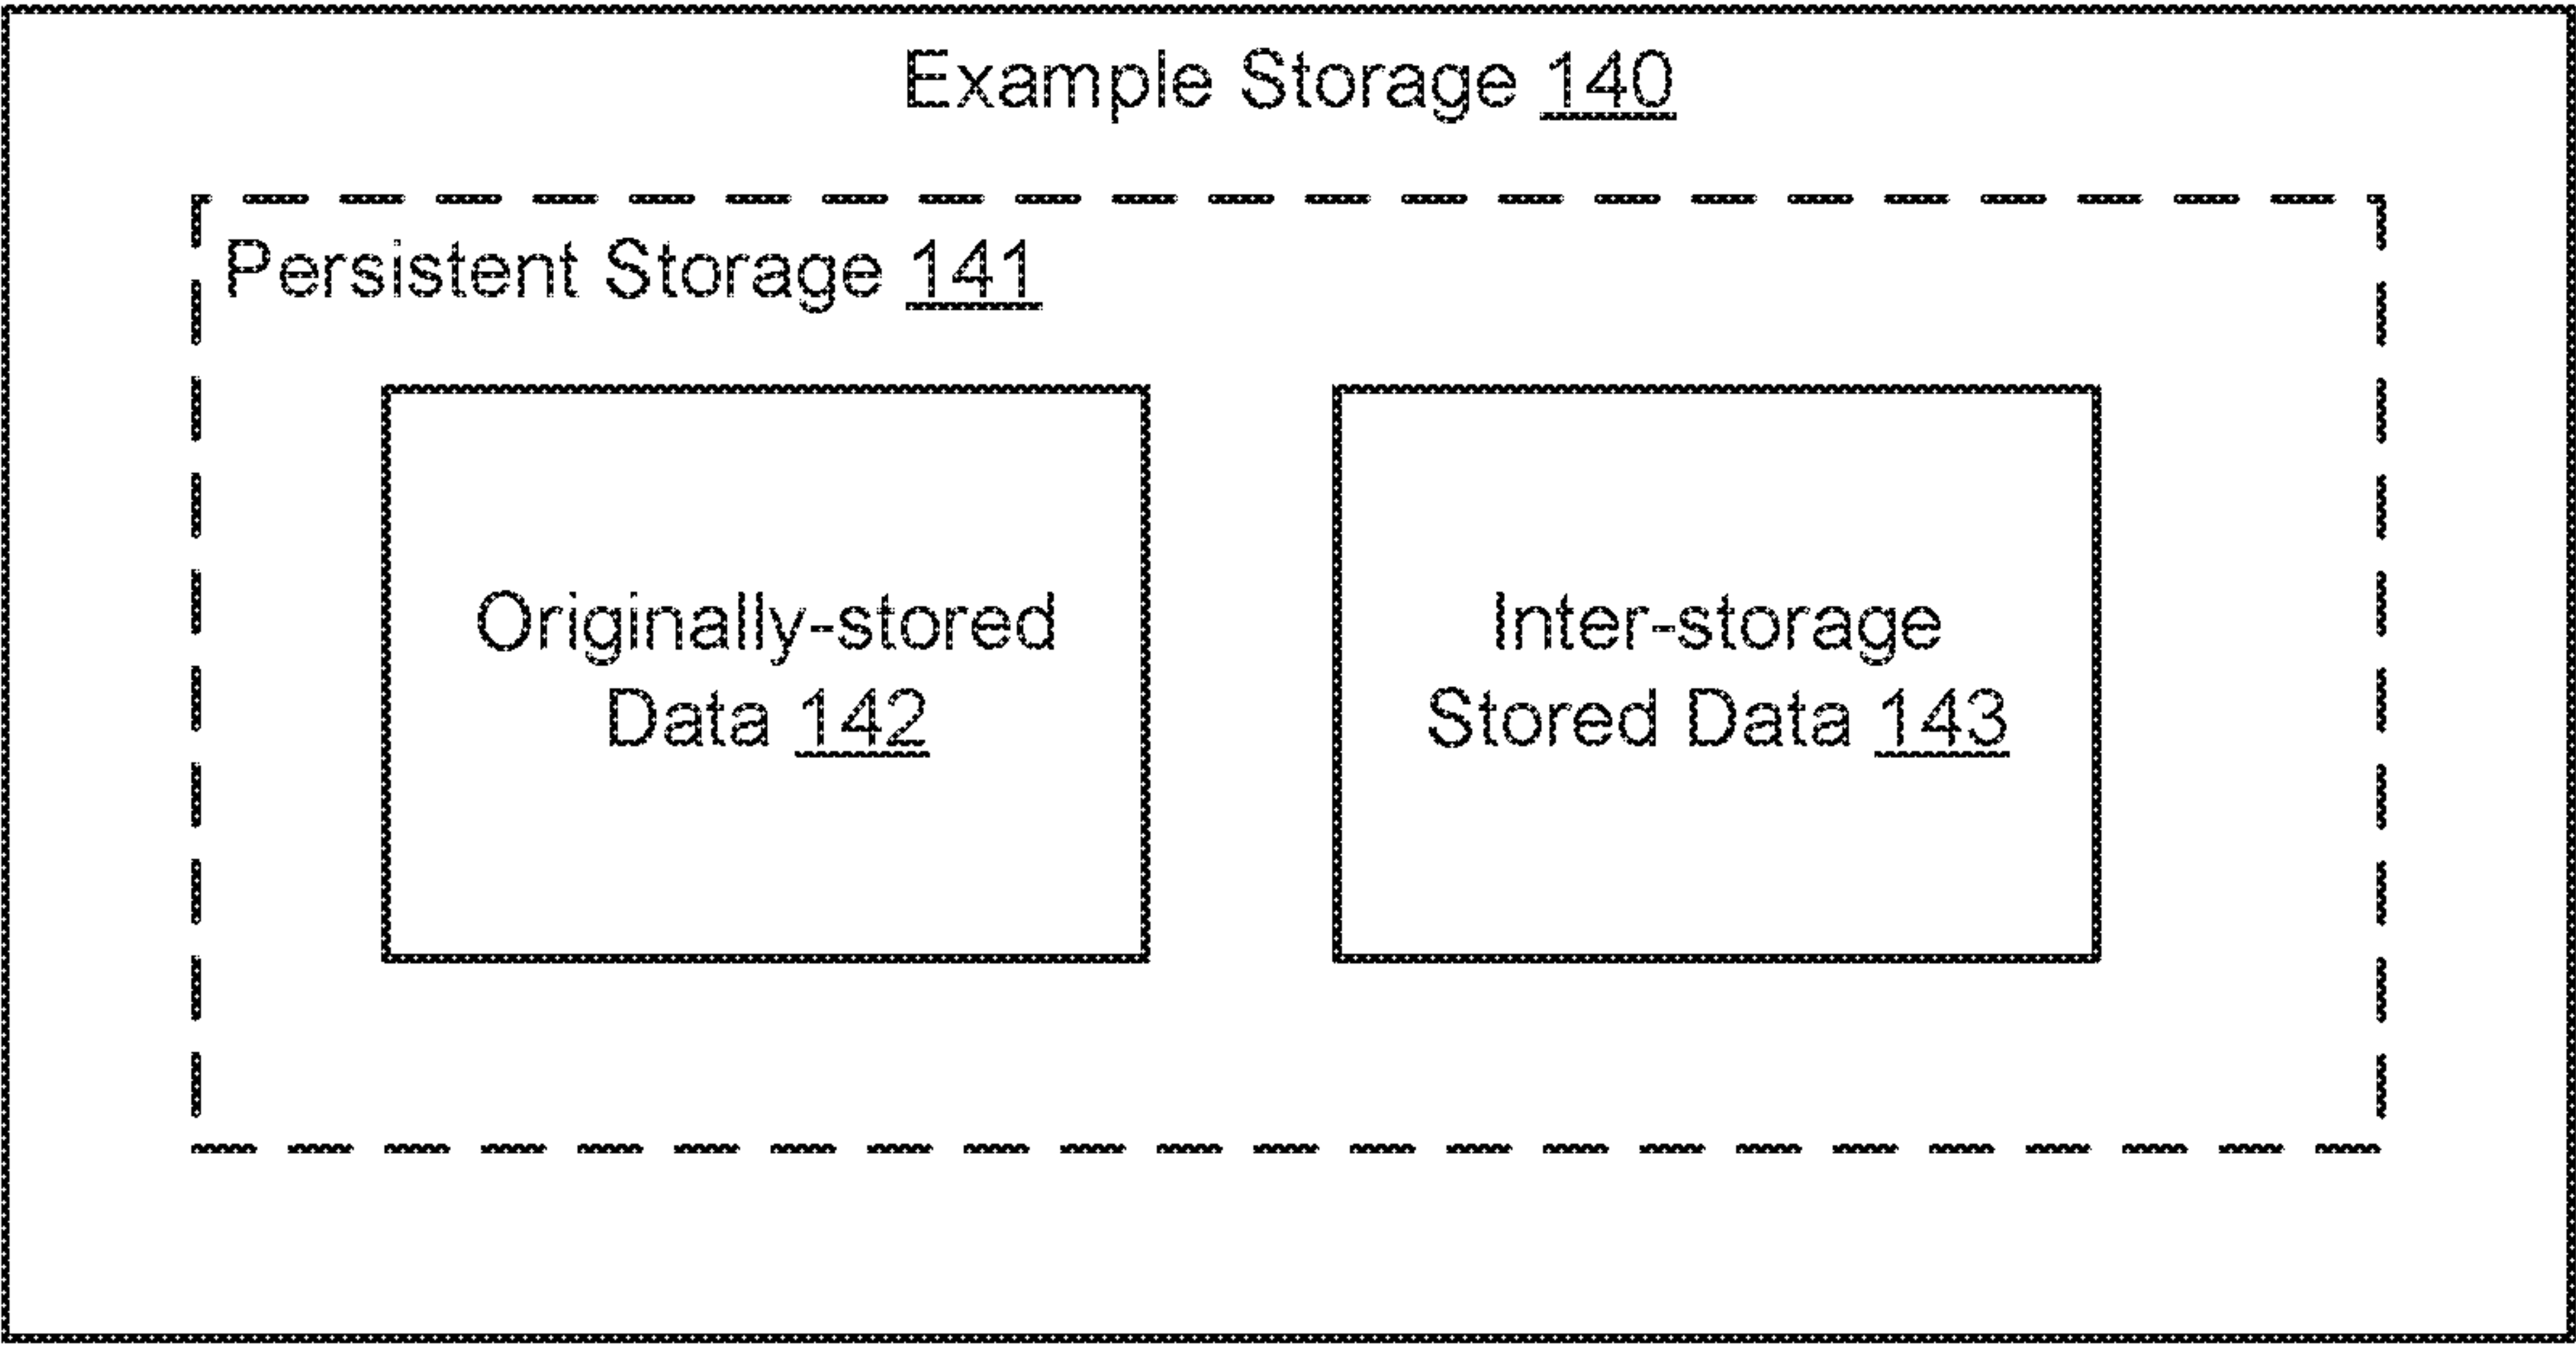 Example Storage 140
Persistent Storage 141
Originally-stored
Data 142
Inter-storage
Stored Data 143